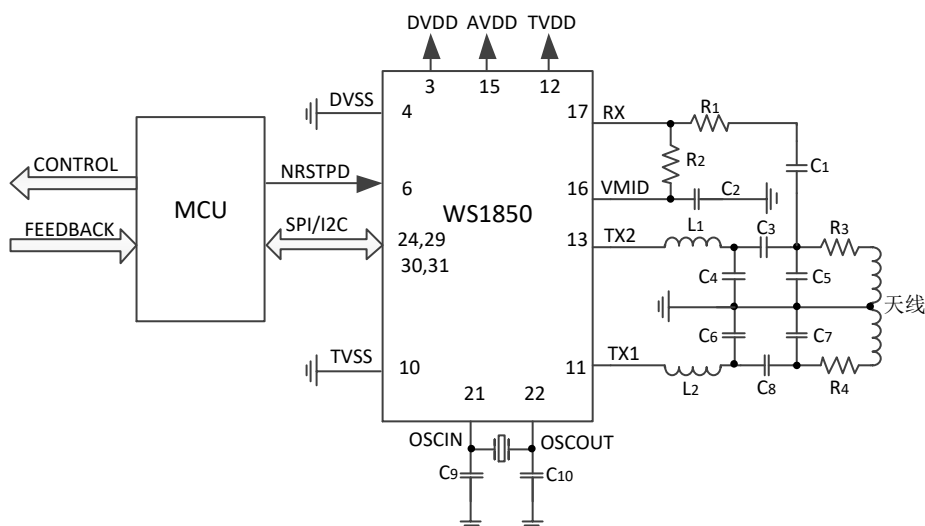 DVDD AVDD TVDD
3 15 12
DVSS 4
17 RX R1
R2
C1
CONTROL
NRSTPD 6
16 VMID C2
MCU
WS1850
FEEDBACK
SPI/I2C
24,29
30,31
13 TX2 L1 C3 R3
C4 C5
天线
C6 C7
TVSS 10
11 TX1 L2 C8 R4
21 22
OSCIN OSCOUT
C9 C10